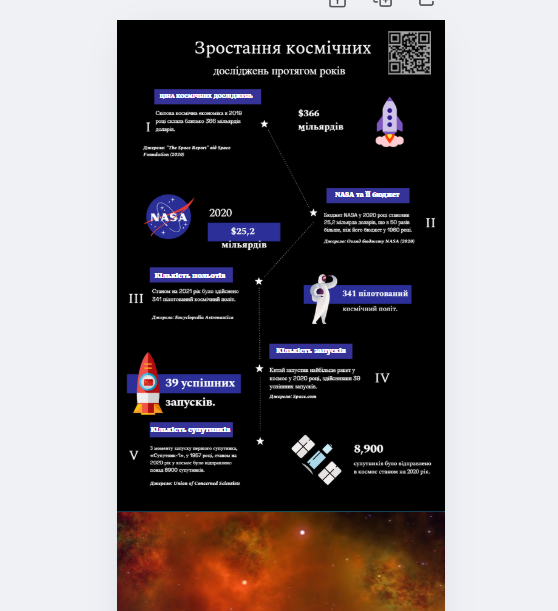 Зростання космічних
досліджень протягом років
ЦІНА КОСМІЧНИХ ДОСЛІДЖЕНЬ
Світова космічна економіка в 2019
році склала близько 366 мільярдів
доларів.
I
Джерело: "The Space Report" від Space
Foundation (2020)
$366
мільярдів
NASA та її бюджет
Бюджет NASA у 2020 році становив
25,2 мільярда доларів, що в 50 разів
більше, ніж його бюджет у 1960 році.
II
Джерело: Огляд бюджету NASA (2020)
NASA
2020
$25,2
мільярдів
Кількість польотів
Станом на 2021 рік було здійснено
341 пілотований космічний політ.
III
Джерело: Encyclopedia Astronautica
341 пілотований
космічний політ.
Кількість запусків
Китай запустив найбільше ракет у
космос у 2020 році, здійснивши 39
успішних запусків.
IV
Джерело: Space.com
39 успішних
запусків.
Кількість супутників
З моменту запуску першого супутника,
«Супутник-1», у 1957 році, станом на
2020 рік у космос було відправлено
понад 8900 супутників.
V
Джерело: Union of Concerned Scientists
8,900
супутників було відправлено
в космос станом на 2020 рік.